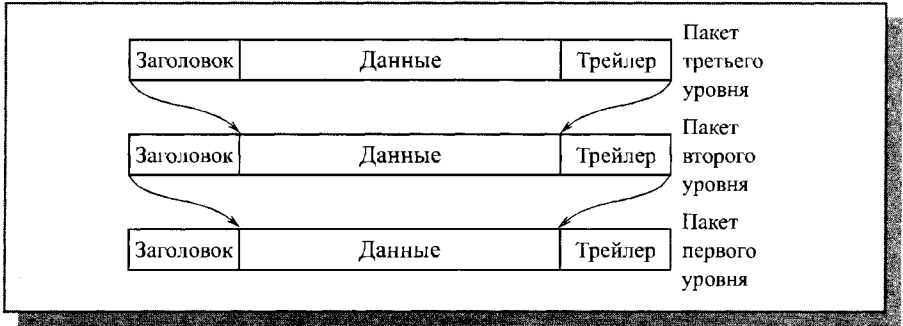 Пакет
Заголовок Данные Трейлер третьего
уровня
Пакет
Заголовок Данные Трейлер второго
уровня
Пакет
Заголовок Данные Трейлер первого
уровня